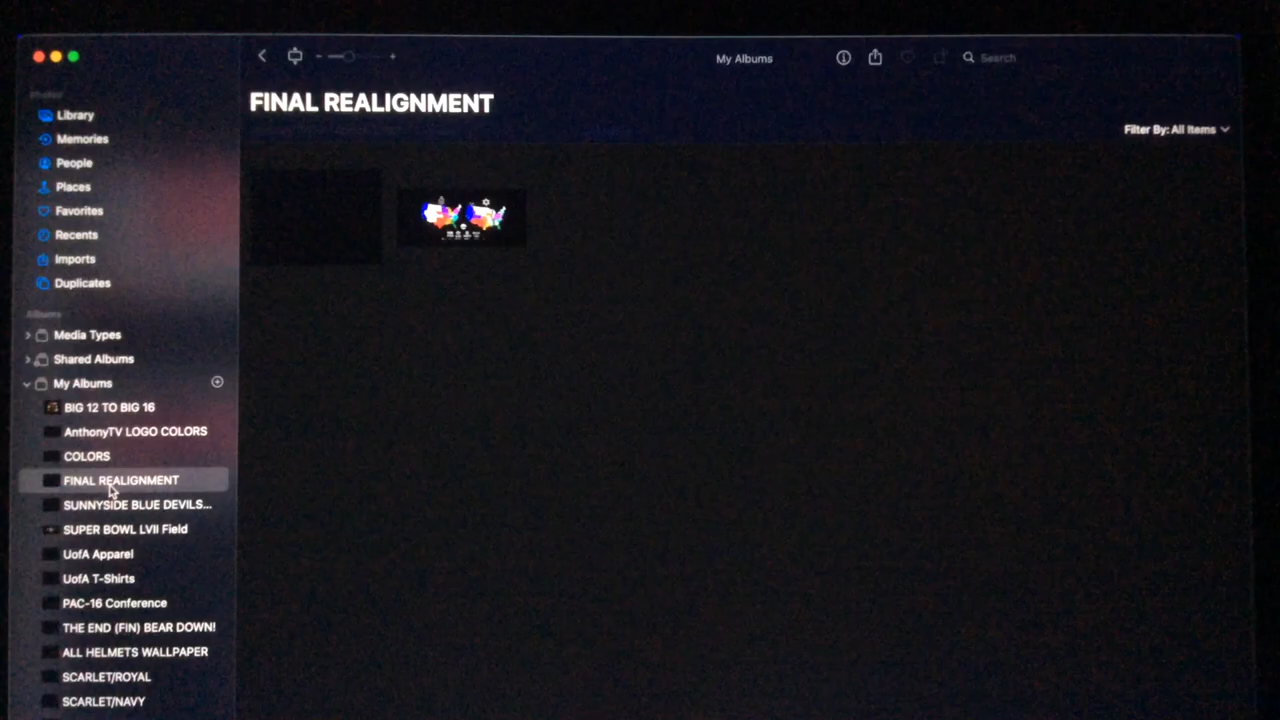 My Albums
Search
FINAL REALIGNMENT
Filter By: All Items
Photos
Library
Memories
People
Places
Favorites
Recents
Imports
Duplicates
Albums
Media Types
Shared Albums
My Albums
BIG 12 TO BIG 16
AnthonyTV LOGO COLORS
COLORS
FINAL REALIGNMENT
SUNNYSIDE BLUE DEVILS...
SUPER BOWL LVII Field
UofA Apparel
UofA T-Shirts
PAC-16 Conference
THE END (FIN) BEAR DOWN!
ALL HELMETS WALLPAPER
SCARLET/ROYAL
SCARLET/NAVY